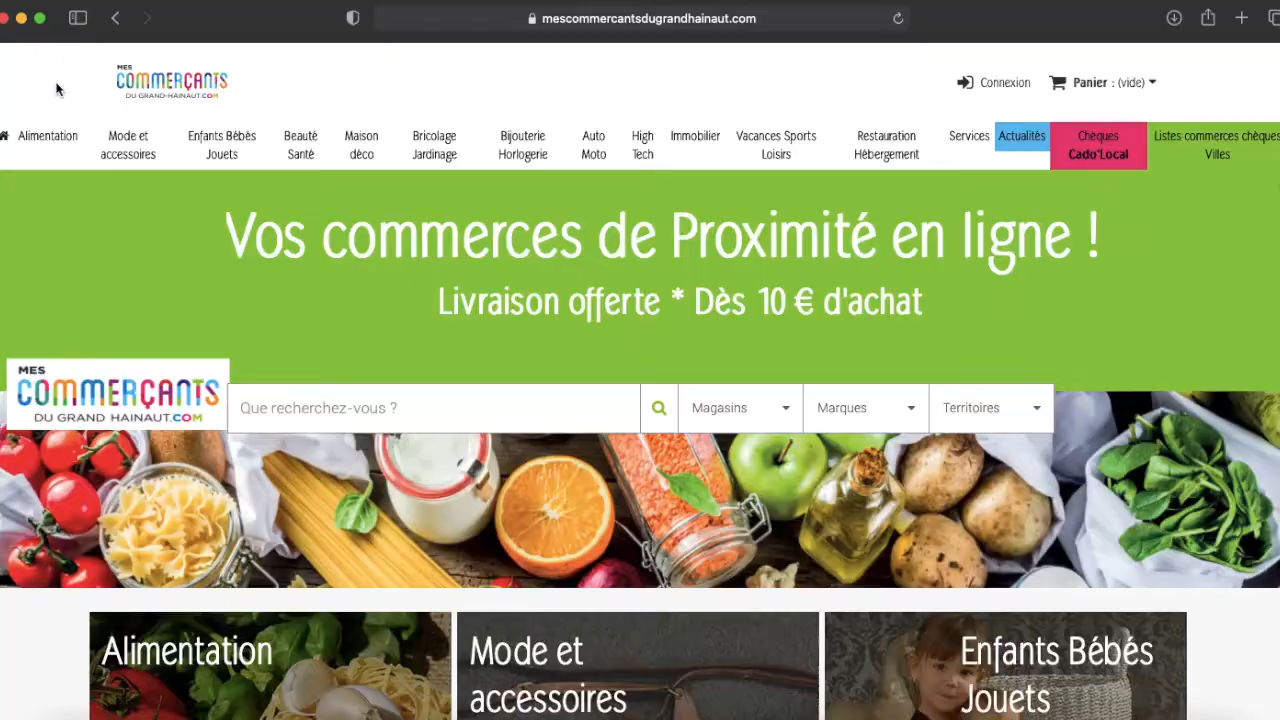 mescommercantsdugrandhainaut.com
MES
COMMERÇANTS
DU GRAND-HAINAUT.COM
Connexion
Panier : (vide)
Alimentation
Mode et
accessoires
Enfants Bébés
Jouets
Beauté
Santé
Maison
déco
Bricolage
Jardinage
Bijouterie
Horlogerie
Auto
Moto
High
Tech
Immobilier
Vacances Sports
Loisirs
Restauration
Hébergement
Services
Actualités
Chèques
Cado'Local
Listes commerces chèques
Villes
Vos commerces de Proximité en ligne !
Livraison offerte * Dès 10 € d'achat
MES
COMMERÇANTS
DU GRAND HAINAUT.COM
Que recherchez-vous ?
Magasins
Marques
Territoires
Alimentation
Mode et
accessoires
Enfants Bébés
Jouets